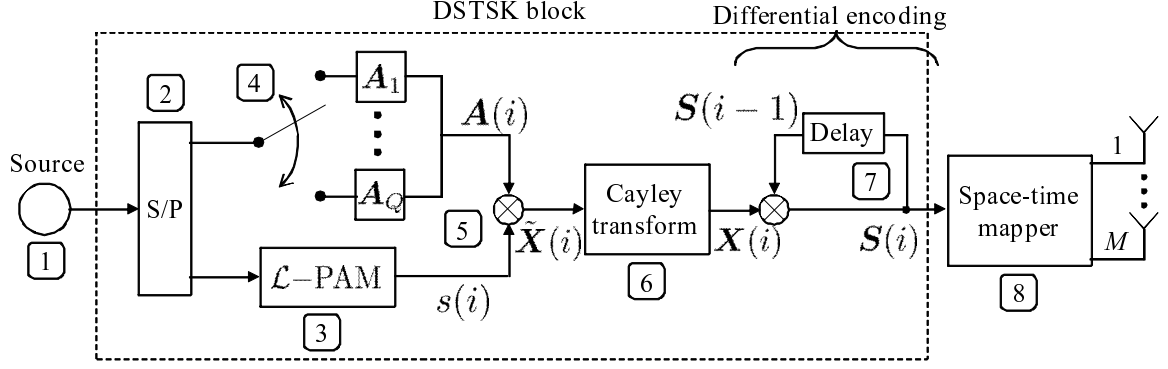 DSTSK block
Differential encoding
2
4
A_1
A(i)
S(i−1)
Delay
1
Source
S/P
A_Q
5
Cayley
transform
7
Space-time
mapper
X̃(i)
X(i)
S(i)
M
1
ℒ−PAM
s(i)
6
8
3